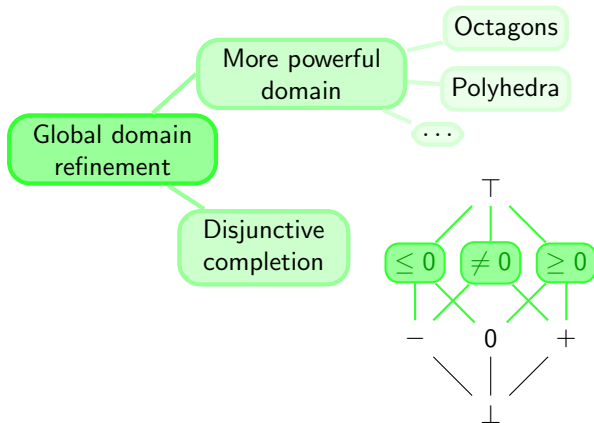 Octagons
More powerful
domain
Polyhedra
...
Global domain
refinement
Disjunctive
completion
⊤
≤ 0 ≠ 0 ≥ 0
− 0 +
⊥